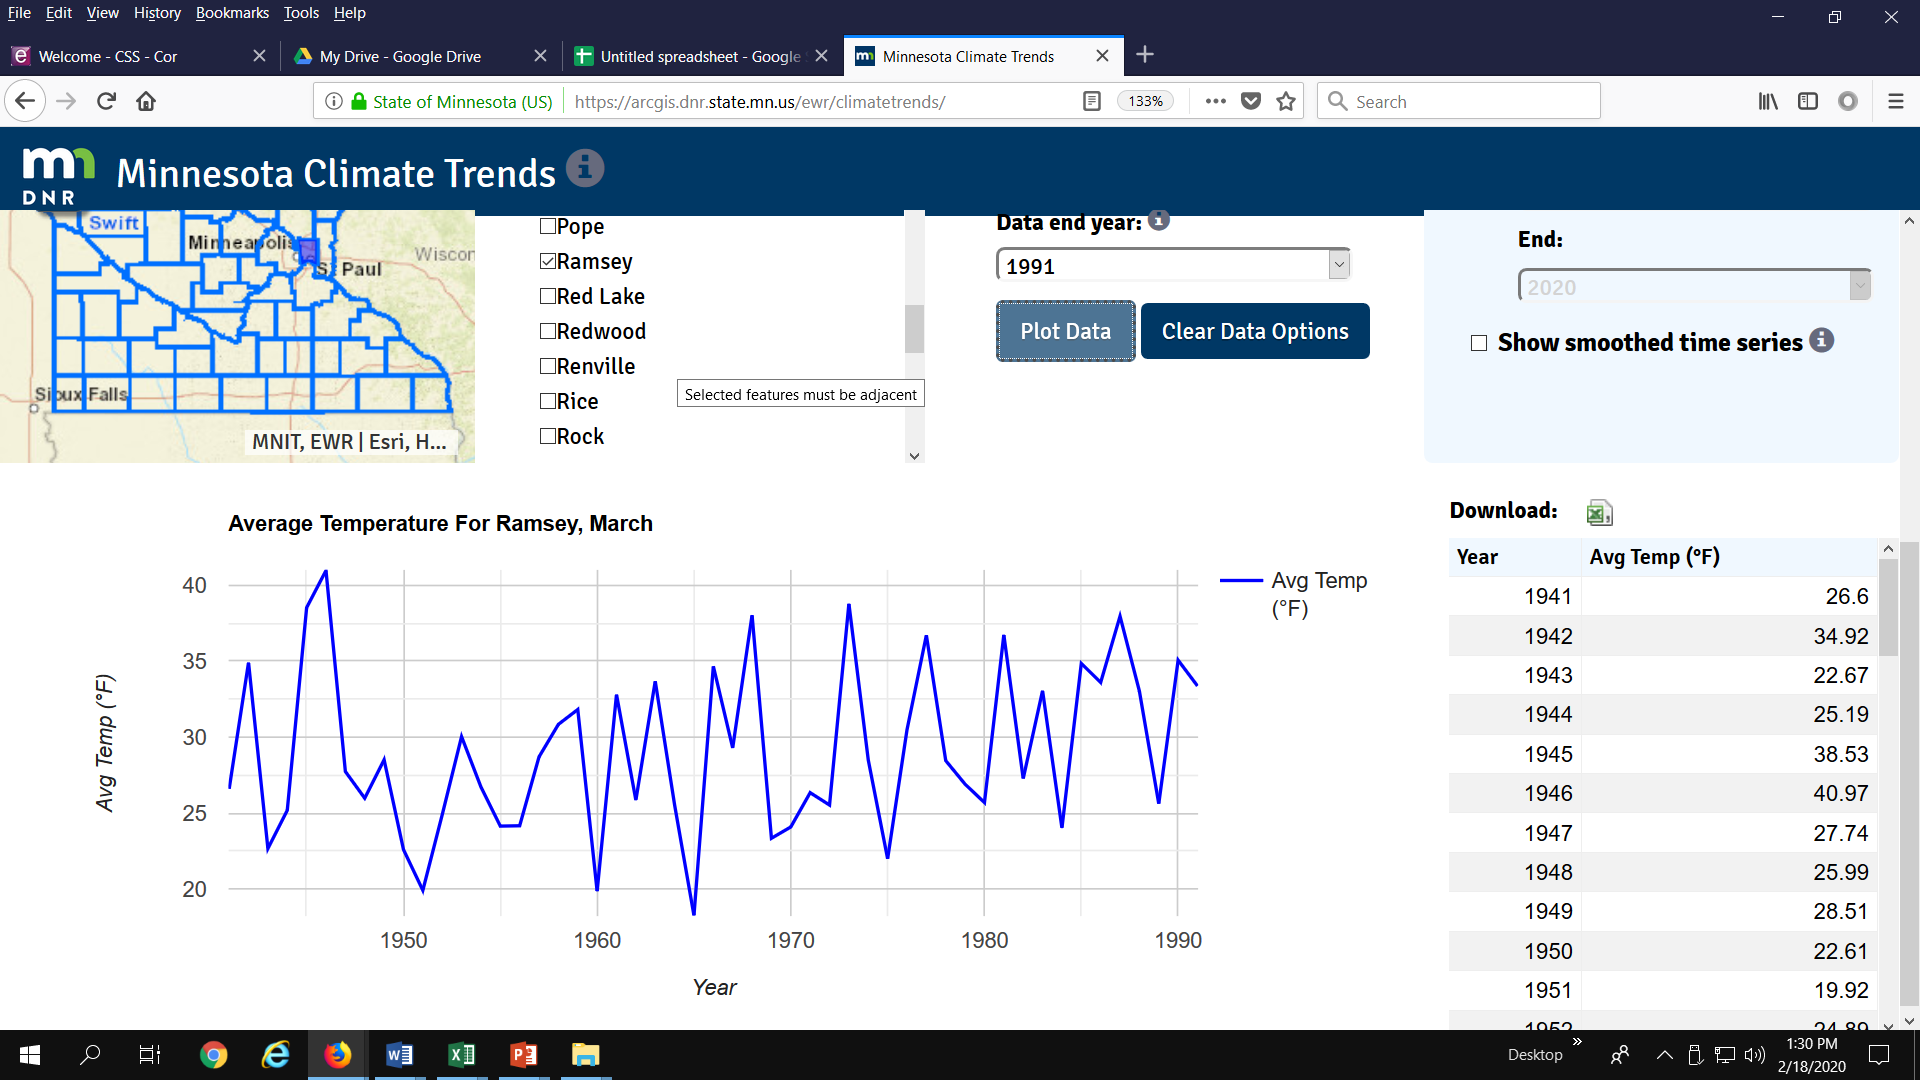 File Edit View History Bookmarks Tools Help
Welcome - CSS - Cor
My Drive - Google Drive
Untitled spreadsheet - Google
Minnesota Climate Trends
State of Minnesota (US)
https://arcgis.dnr.state.mn.us/ewr/climatetrends/
133%
Search
mn
DNR
Minnesota Climate Trends
Swift
Minneapolis
St. Paul
Wiscon
Sioux Falls
MNIT, EWR | Esri, H...
Pope
Ramsey
Red Lake
Redwood
Renville
Rice
Rock
Selected features must be adjacent
Data end year:
1991
Plot Data
Clear Data Options
End:
2020
Show smoothed time series
Average Temperature For Ramsey, March
40
35
30
25
20
Avg Temp (°F)
1950 1960 1970 1980 1990
Year
Avg Temp
(°F)
Download:
Year Avg Temp (°F)
1941 26.6
1942 34.92
1943 22.67
1944 25.19
1945 38.53
1946 40.97
1947 27.74
1948 25.99
1949 28.51
1950 22.61
1951 19.92
1952 24.89
Desktop
1:30 PM
2/18/2020